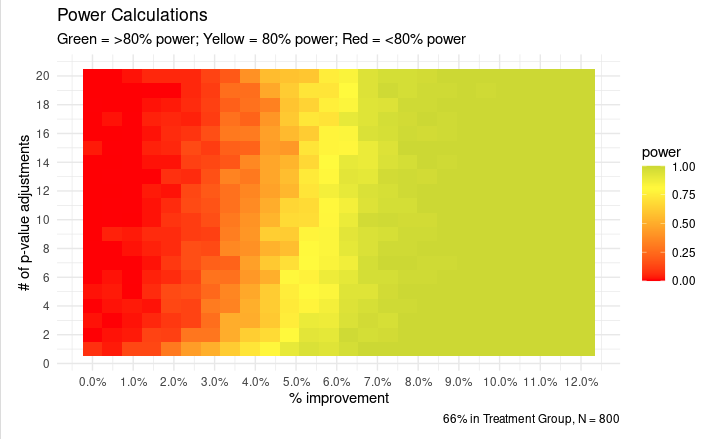 Power Calculations
Green = >80% power; Yellow = 80% power; Red = <80% power
# of p-value adjustments
20
18
16
14
12
10
8
6
4
2
0
0.0% 1.0% 2.0% 3.0% 4.0% 5.0% 6.0% 7.0% 8.0% 9.0% 10.0% 11.0% 12.0%
% improvement
power
1.00
0.75
0.50
0.25
0.00
66% in Treatment Group, N = 800